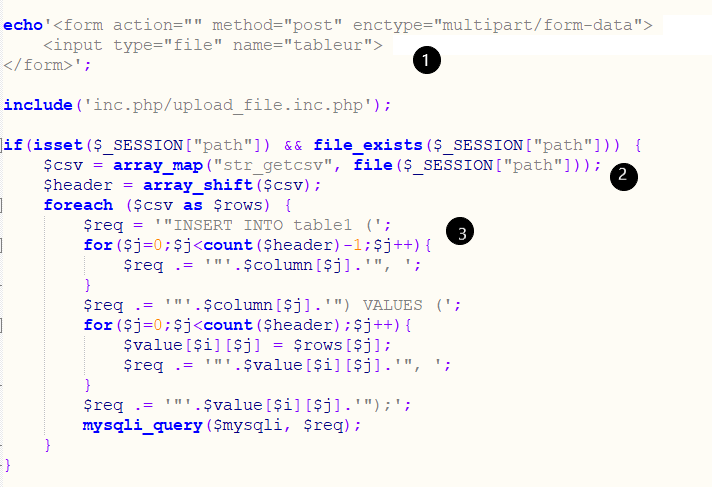 echo'<form action="" method="post" enctype="multipart/form-data">
    <input type="file" name="tableur">
</form>';
1
include('inc.php/upload_file.inc.php');
if(isset($_SESSION["path"]) && file_exists($_SESSION["path"])) {
    $csv = array_map("str_getcsv", file($_SESSION["path"]));
2
    $header = array_shift($csv);
    foreach ($csv as $rows) {
        $req = '"INSERT INTO table1 (';
3
        for($j=0;$j<count($header)-1;$j++){
            $req .= '"'.$column[$j].'", ';
        }
        $req .= '"'.$column[$j].'") VALUES (';
        for($j=0;$j<count($header);$j++){
            $value[$i][$j] = $rows[$j];
            $req .= '"'.$value[$i][$j].'", ';
        }
        $req .= '"'.$value[$i][$j].'");';
        mysqli_query($mysqli, $req);
    }
}